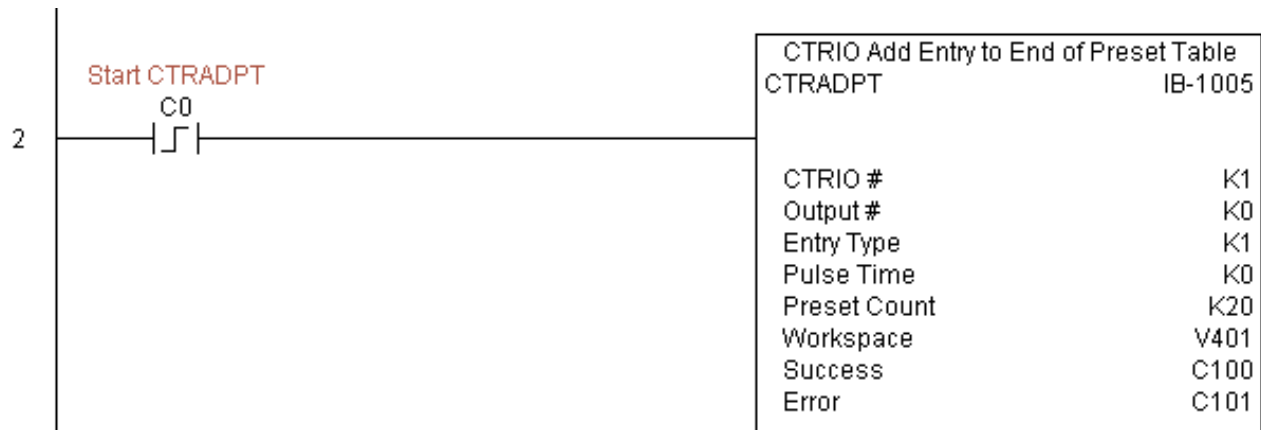 Start CTRADPT
C0
2
CTRIO Add Entry to End of Preset Table
CTRADPT IB-1005
CTRIO # K1
Output # K0
Entry Type K1
Pulse Time K0
Preset Count K20
Workspace V401
Success C100
Error C101